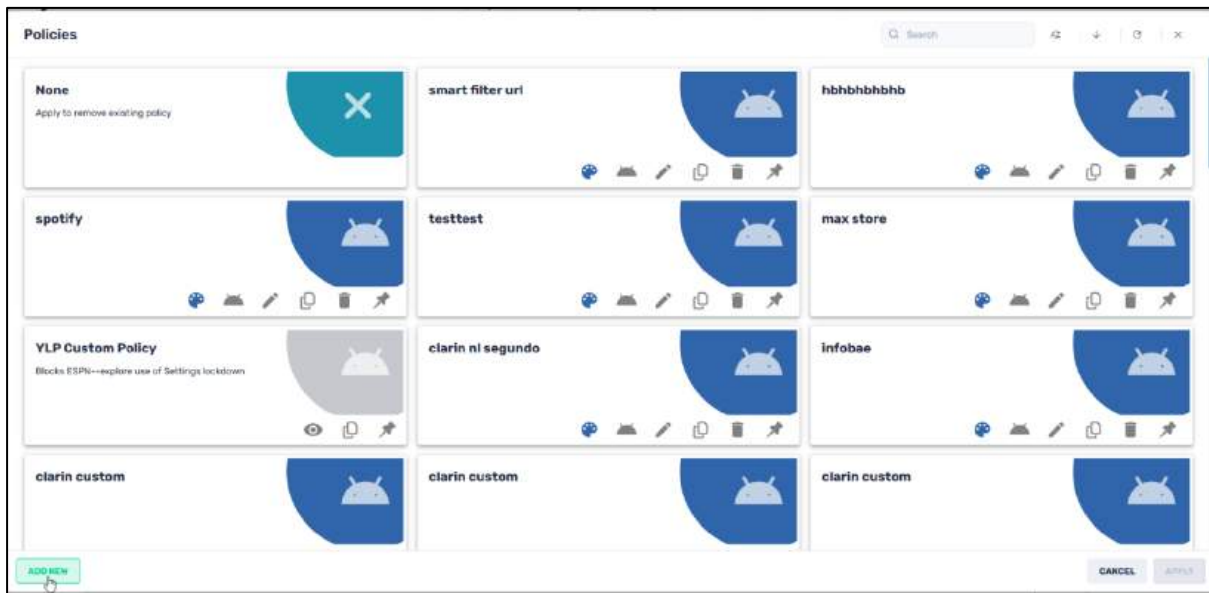 Policies
Search
None
Apply to remove existing policy
smart filter url
hbhbhbhbhb
spotify
testtest
max store
YLP Custom Policy
Blocks ESPN--explore use of Settings lockdown
clarin nl segundo
infobae
clarin custom
clarin custom
clarin custom
ADD NEW
CANCEL
APPLY